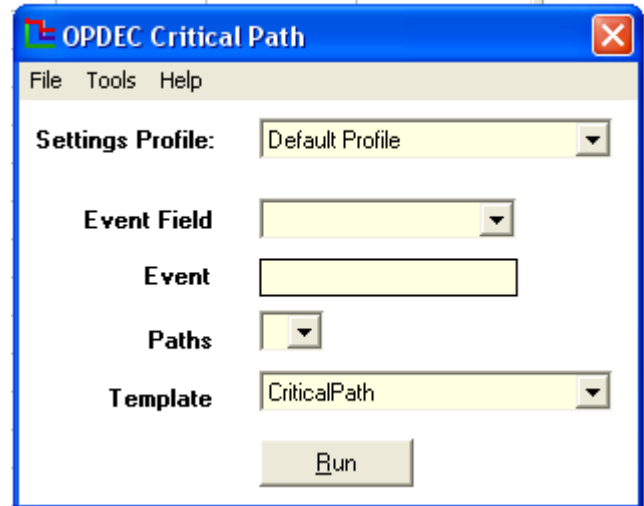 OPDEC Critical Path
File Tools Help
Settings Profile: Default Profile
Event Field
Event
Paths
Template CriticalPath
Run